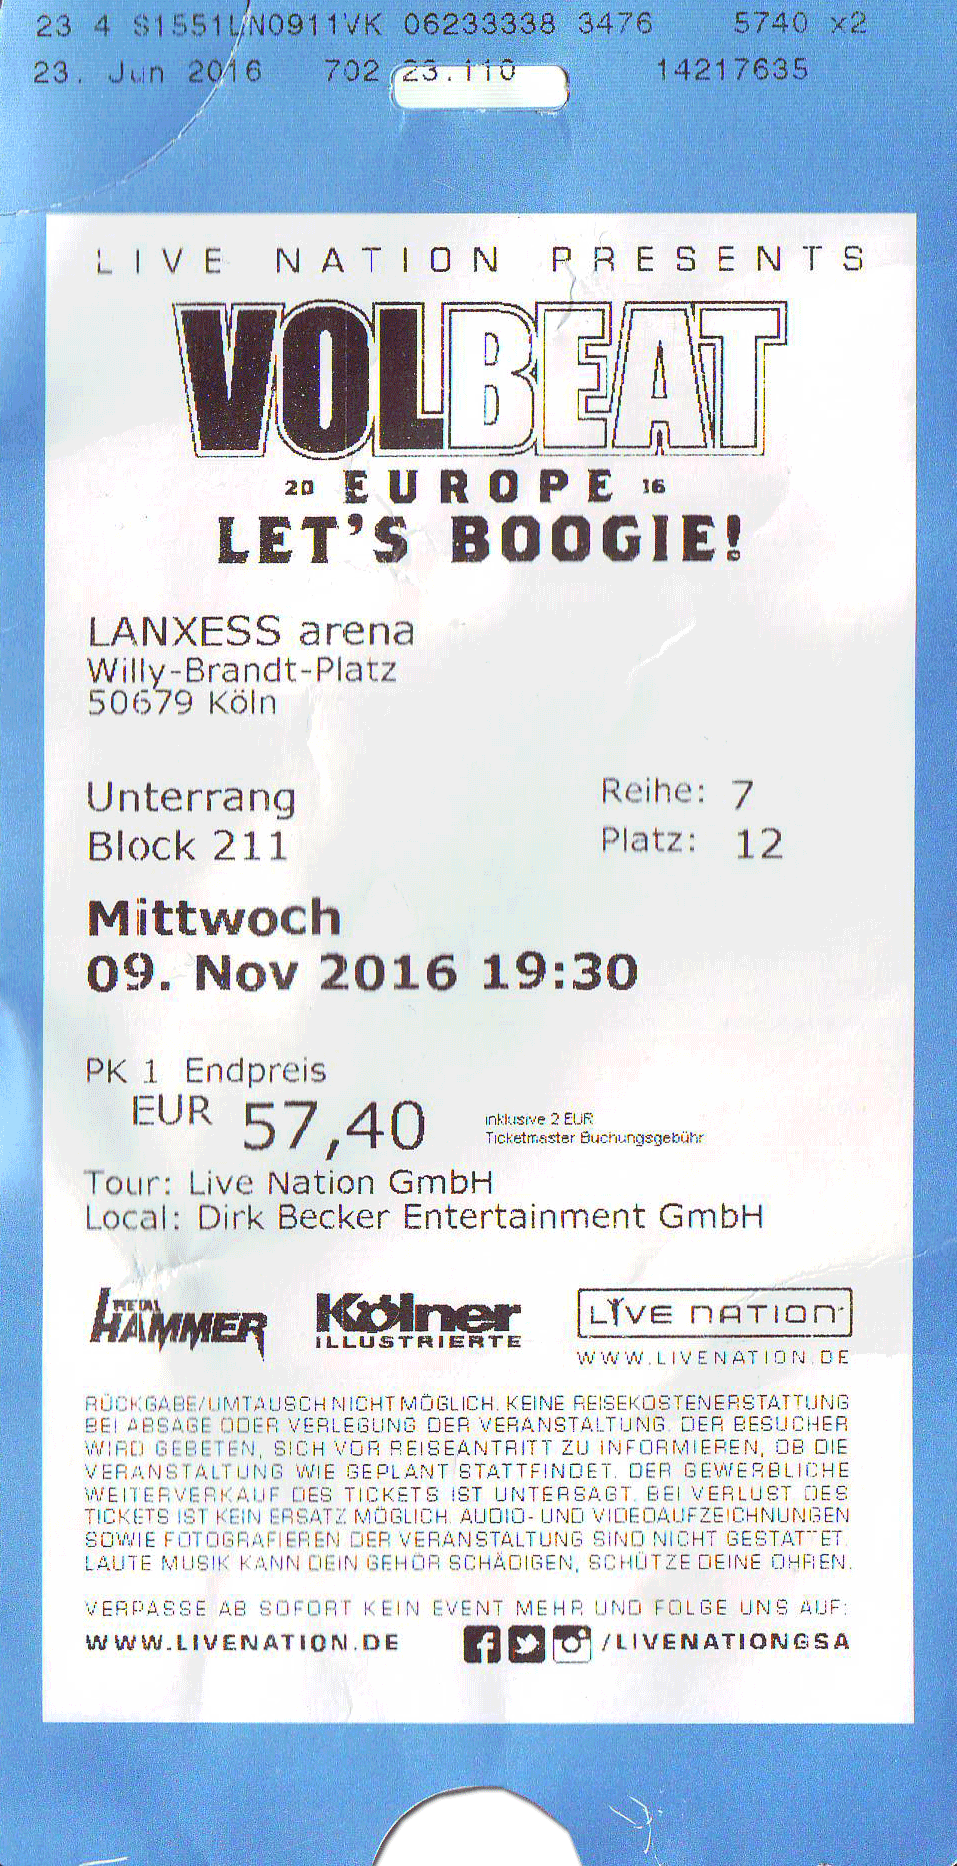 23 4 S1551LN0911VK 06233338 3476 5740 x2
23. Jun 2016 702 23.110 14217635
LIVE NATION PRESENTS
VOLBEAT
20 EUROPE 16
LET'S BOOGIE!
LANXESS arena
Willy-Brandt-Platz
50679 Köln
Unterrang Reihe: 7
Block 211 Platz: 12
Mittwoch
09. Nov 2016 19:30
PK 1 Endpreis
EUR 57,40 inklusive 2 EUR
Ticketmaster Buchungsgebühr
Tour: Live Nation GmbH
Local: Dirk Becker Entertainment GmbH
METAL HAMMER
Kölner
ILLUSTRIERTE
LIVE NATION
WWW.LIVENATION.DE
RÜCKGABE/UMTAUSCH NICHT MÖGLICH. KEINE REISEKOSTENERSTATTUNG
BEI ABSAGE ODER VERLEGUNG DER VERANSTALTUNG. DER BESUCHER
WIRD GEBETEN, SICH VOR REISEANTRITT ZU INFORMIEREN, OB DIE
VERANSTALTUNG WIE GEPLANT STATTFINDET. DER GEWERBLICHE
WEITERVERKAUF DES TICKETS IST UNTERSAGT. BEI VERLUST DES
TICKETS IST KEIN ERSATZ MÖGLICH. AUDIO- UND VIDEOAUFZEICHNUNGEN
SOWIE FOTOGRAFIEREN DER VERANSTALTUNG SIND NICHT GESTATTET.
LAUTE MUSIK KANN DEIN GEHÖR SCHÄDIGEN, SCHÜTZE DEINE OHREN.
VERPASSE AB SOFORT KEIN EVENT MEHR UND FOLGE UNS AUF:
WWW.LIVENATION.DE /LIVENATIONGSA